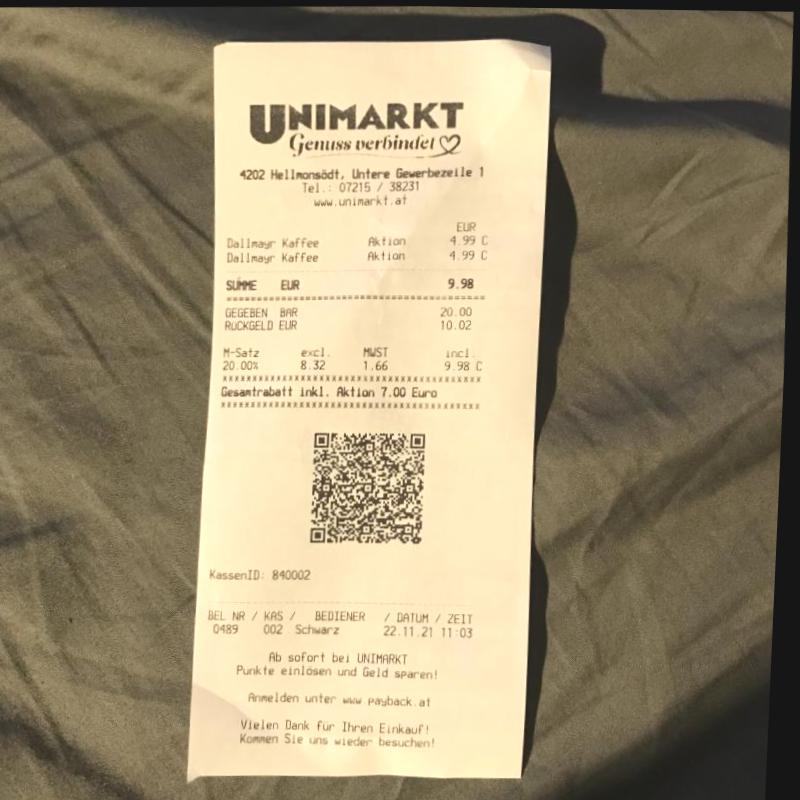 UNIMARKT
Genuss verbindet
4202 Hellmonsödt, Untere Gewerbezeile 1
Tel.: 07215 / 38231
www.unimarkt.at
EUR
Dallmayr Kaffee Aktion 4.99 C
Dallmayr Kaffee Aktion 4.99 C
SUMME EUR 9.98
GEGEBEN BAR 20.00
RÜCKGELD EUR 10.02
M-Satz excl. MWST incl.
20.00% 8.32 1.66 9.98 C
Gesamtrabatt inkl. Aktion 7.00 Euro
KassenID: 840002
BEL NR / KAS / BEDIENER / DATUM / ZEIT
0489 002 Schwarz 22.11.21 11:03
Ab sofort bei UNIMARKT
Punkte einlösen und Geld sparen!
Anmelden unter www.payback.at
Vielen Dank für Ihren Einkauf!
Kommen Sie uns wieder besuchen!